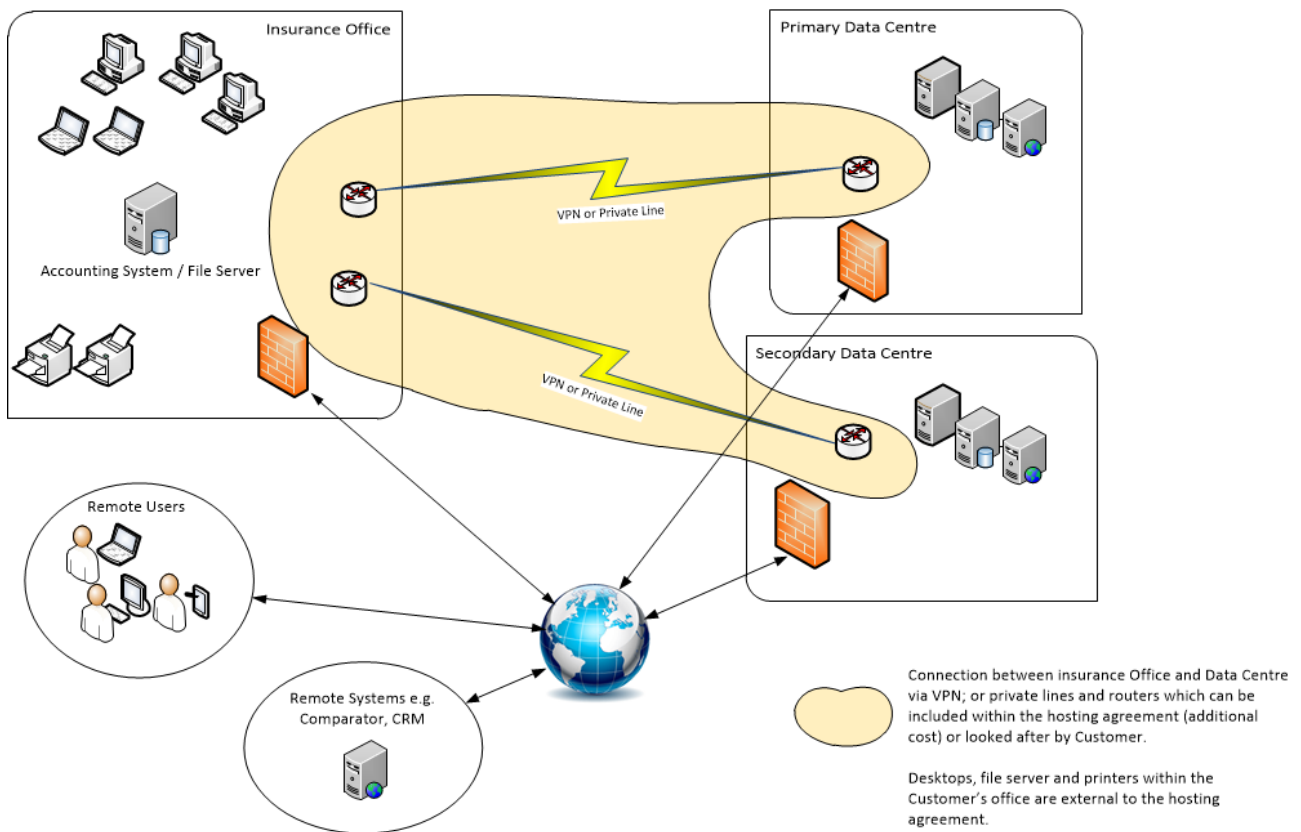 Insurance Office
Primary Data Centre
VPN or Private Line
Accounting System / File Server
Secondary Data Centre
VPN or Private Line
Remote Users
Remote Systems e.g.
Comparator, CRM
Connection between insurance Office and Data Centre
via VPN; or private lines and routers which can be
included within the hosting agreement (additional
cost) or looked after by Customer.
Desktops, file server and printers within the
Customer's office are external to the hosting
agreement.